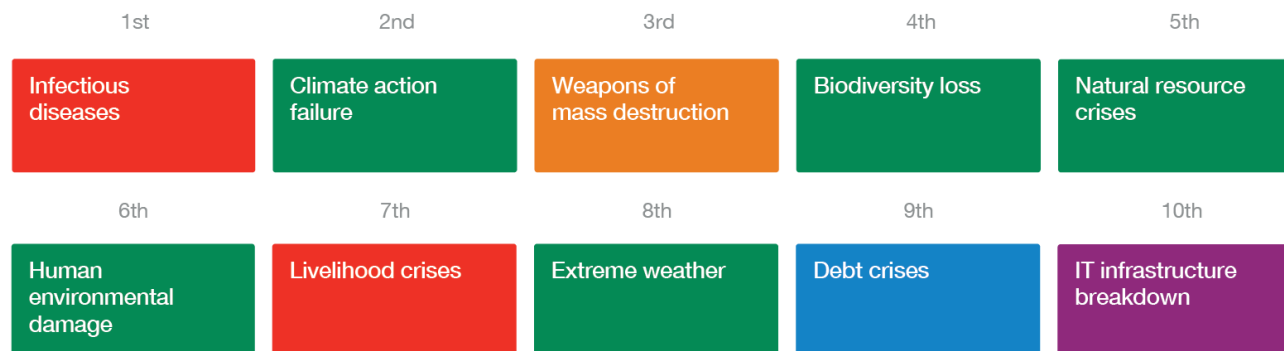 1st
2nd
3rd
4th
5th
Infectious
diseases
Climate action
failure
Weapons of
mass destruction
Biodiversity loss
Natural resource
crises
6th
7th
8th
9th
10th
Human
environmental
damage
Livelihood crises
Extreme weather
Debt crises
IT infrastructure
breakdown